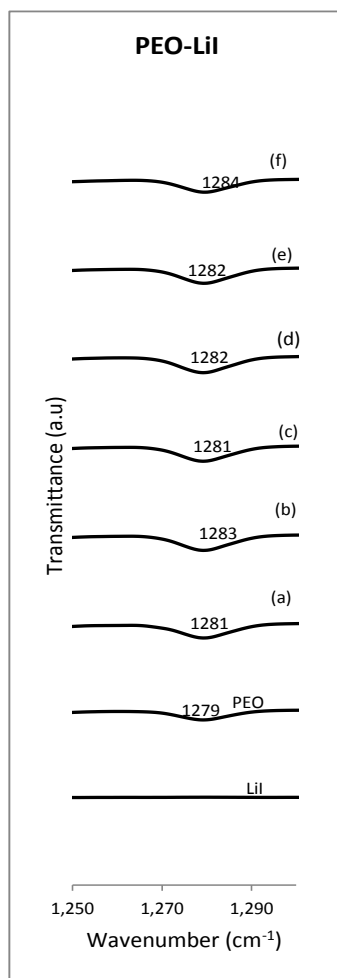 PEO-LiI
(f)
1284
(e)
1282
(d)
1282
(c)
1281
(b)
1283
(a)
1281
PEO
1279
LiI
Transmittance (a.u)
1,250 1,270 1,290
Wavenumber (cm⁻¹)